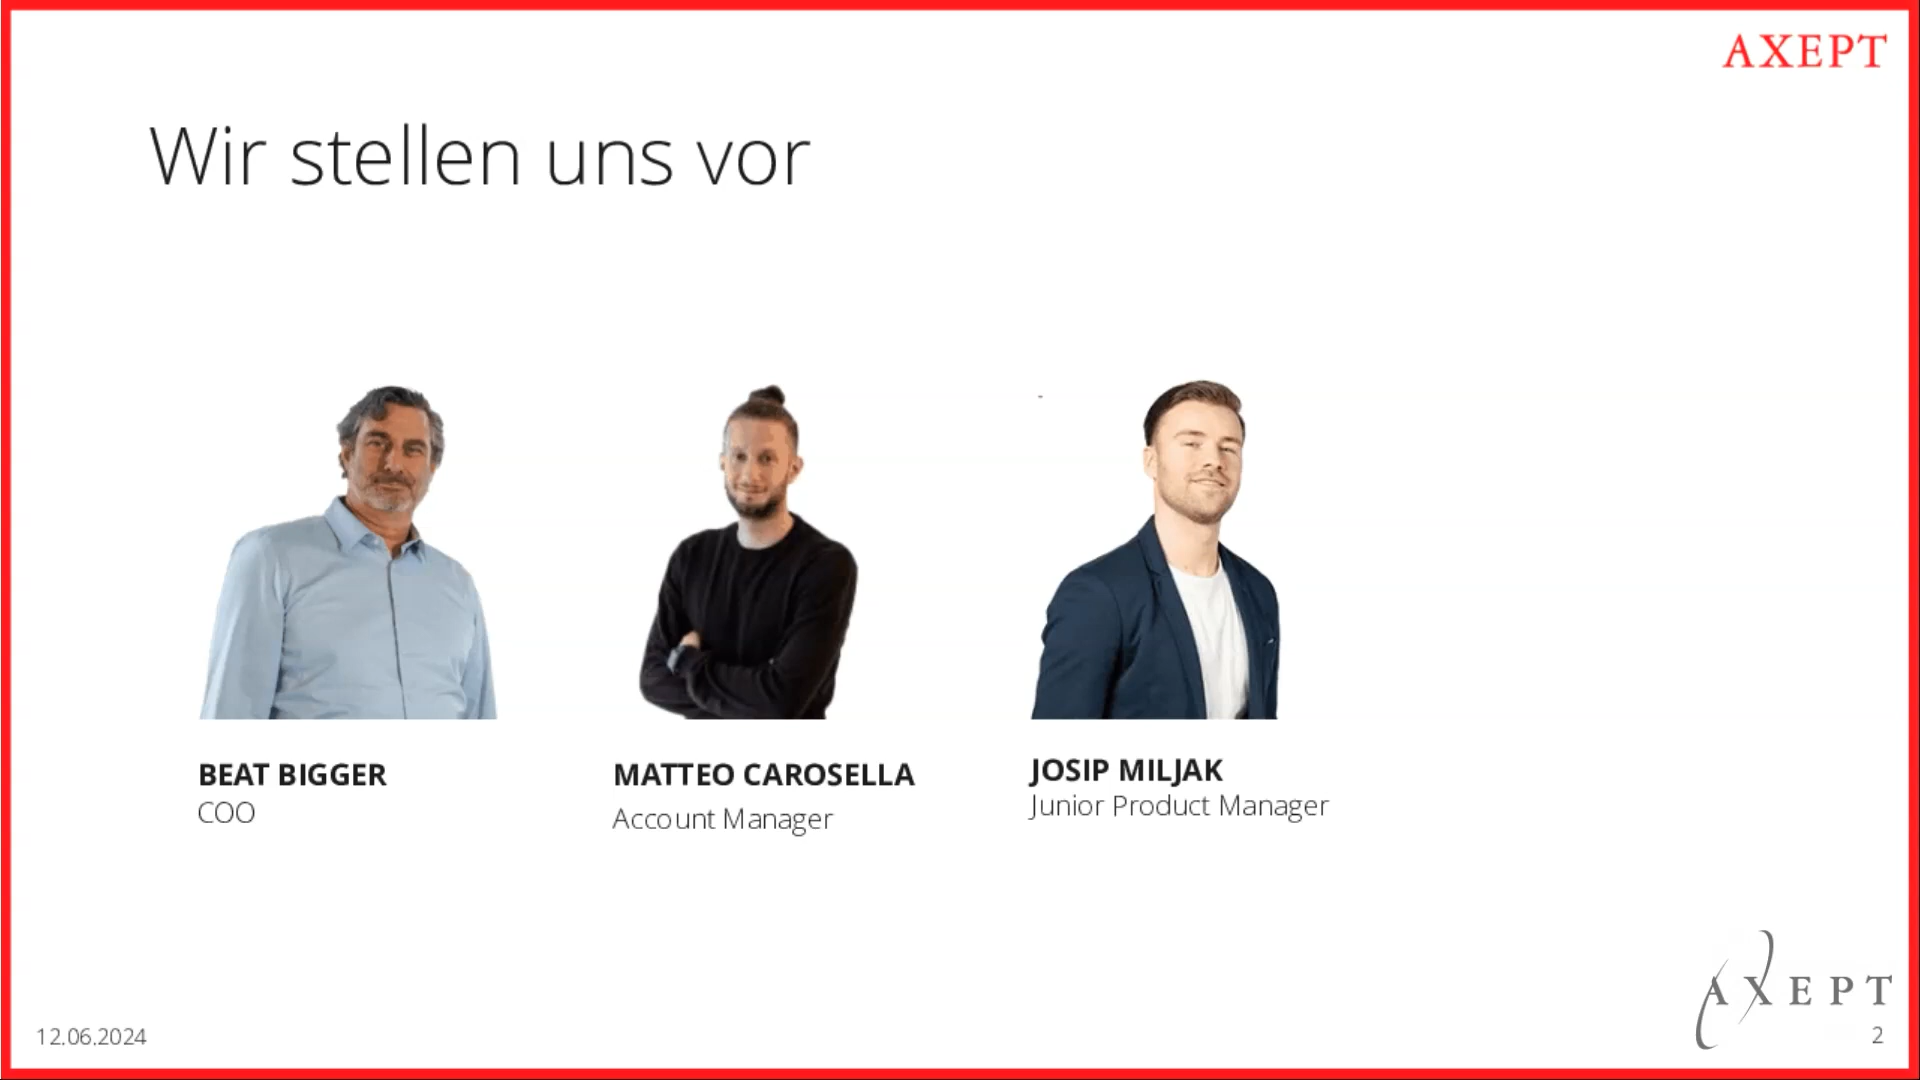 AXEPT
Wir stellen uns vor
BEAT BIGGER
COO
MATTEO CAROSELLA
Account Manager
JOSIP MILJAK
Junior Product Manager
AXEPT
12.06.2024
2